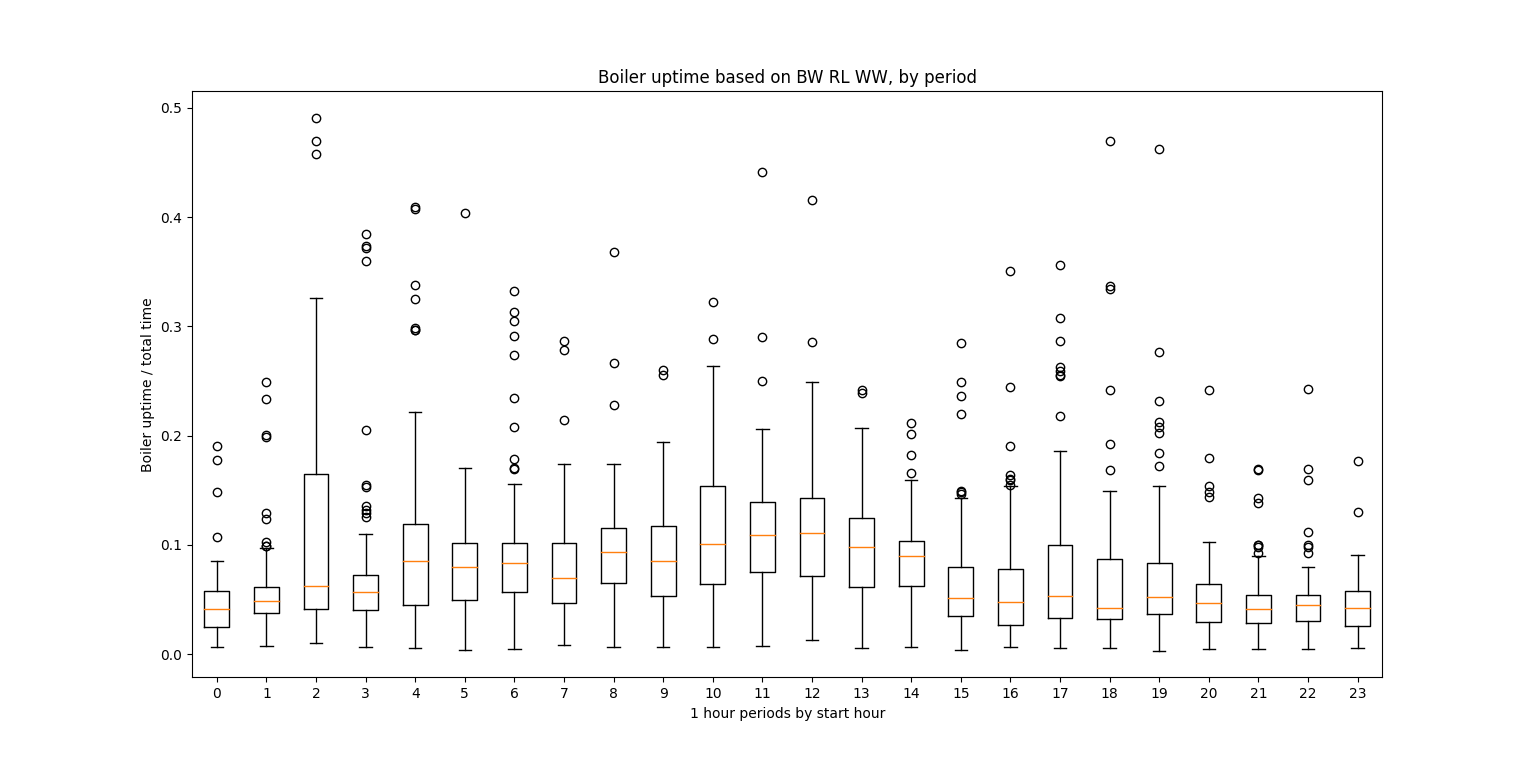 Boiler uptime based on BW RL WW, by period
Boiler uptime / total time
0.5
0.4
0.3
0.2
0.1
0.0
0 1 2 3 4 5 6 7 8 9 10 11 12 13 14 15 16 17 18 19 20 21 22 23
1 hour periods by start hour